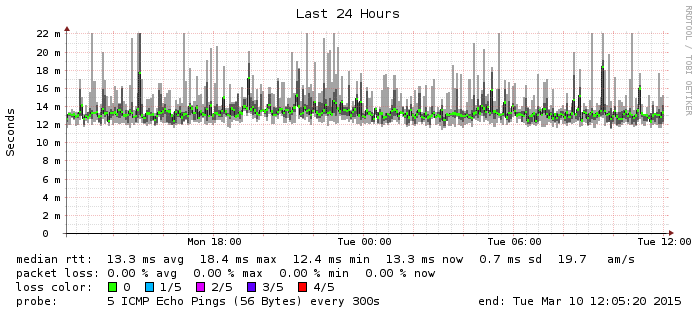 Last 24 Hours
RRDTOOL / TOBI OETIKER
Seconds
22 m
20 m
18 m
16 m
14 m
12 m
10 m
8 m
6 m
4 m
2 m
0
Mon 18:00 Tue 00:00 Tue 06:00 Tue 12:00
median rtt: 13.3 ms avg 18.4 ms max 12.4 ms min 13.3 ms now 0.7 ms sd 19.7 am/s
packet loss: 0.00 % avg 0.00 % max 0.00 % min 0.00 % now
loss color: 0 1/5 2/5 3/5 4/5
probe: 5 ICMP Echo Pings (56 Bytes) every 300s end: Tue Mar 10 12:05:20 2015